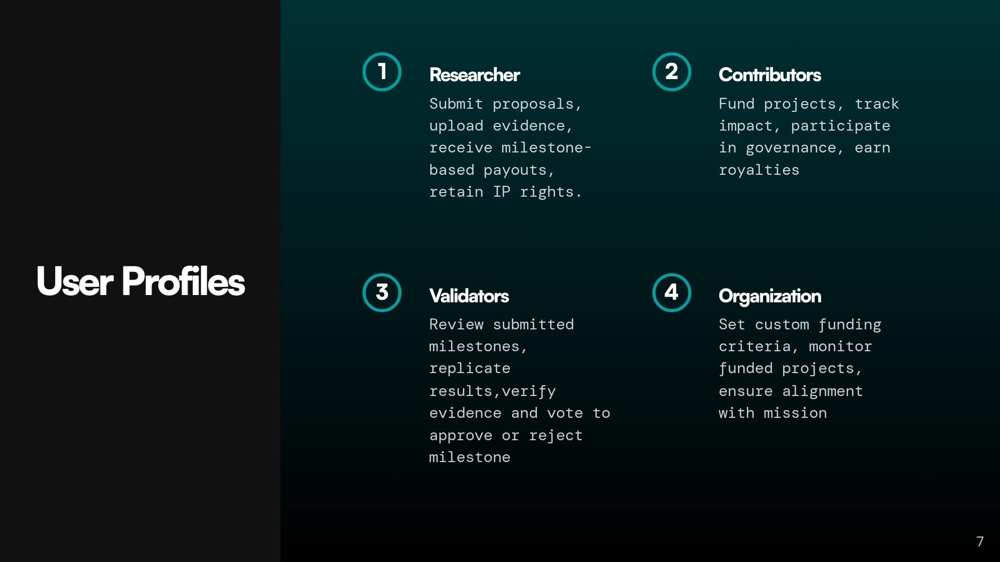 User Profiles
1
Researcher
Submit proposals,
upload evidence,
receive milestone-
based payouts,
retain IP rights.
2
Contributors
Fund projects, track
impact, participate
in governance, earn
royalties
3
Validators
Review submitted
milestones,
replicate
results,verify
evidence and vote to
approve or reject
milestone
4
Organization
Set custom funding
criteria, monitor
funded projects,
ensure alignment
with mission
7